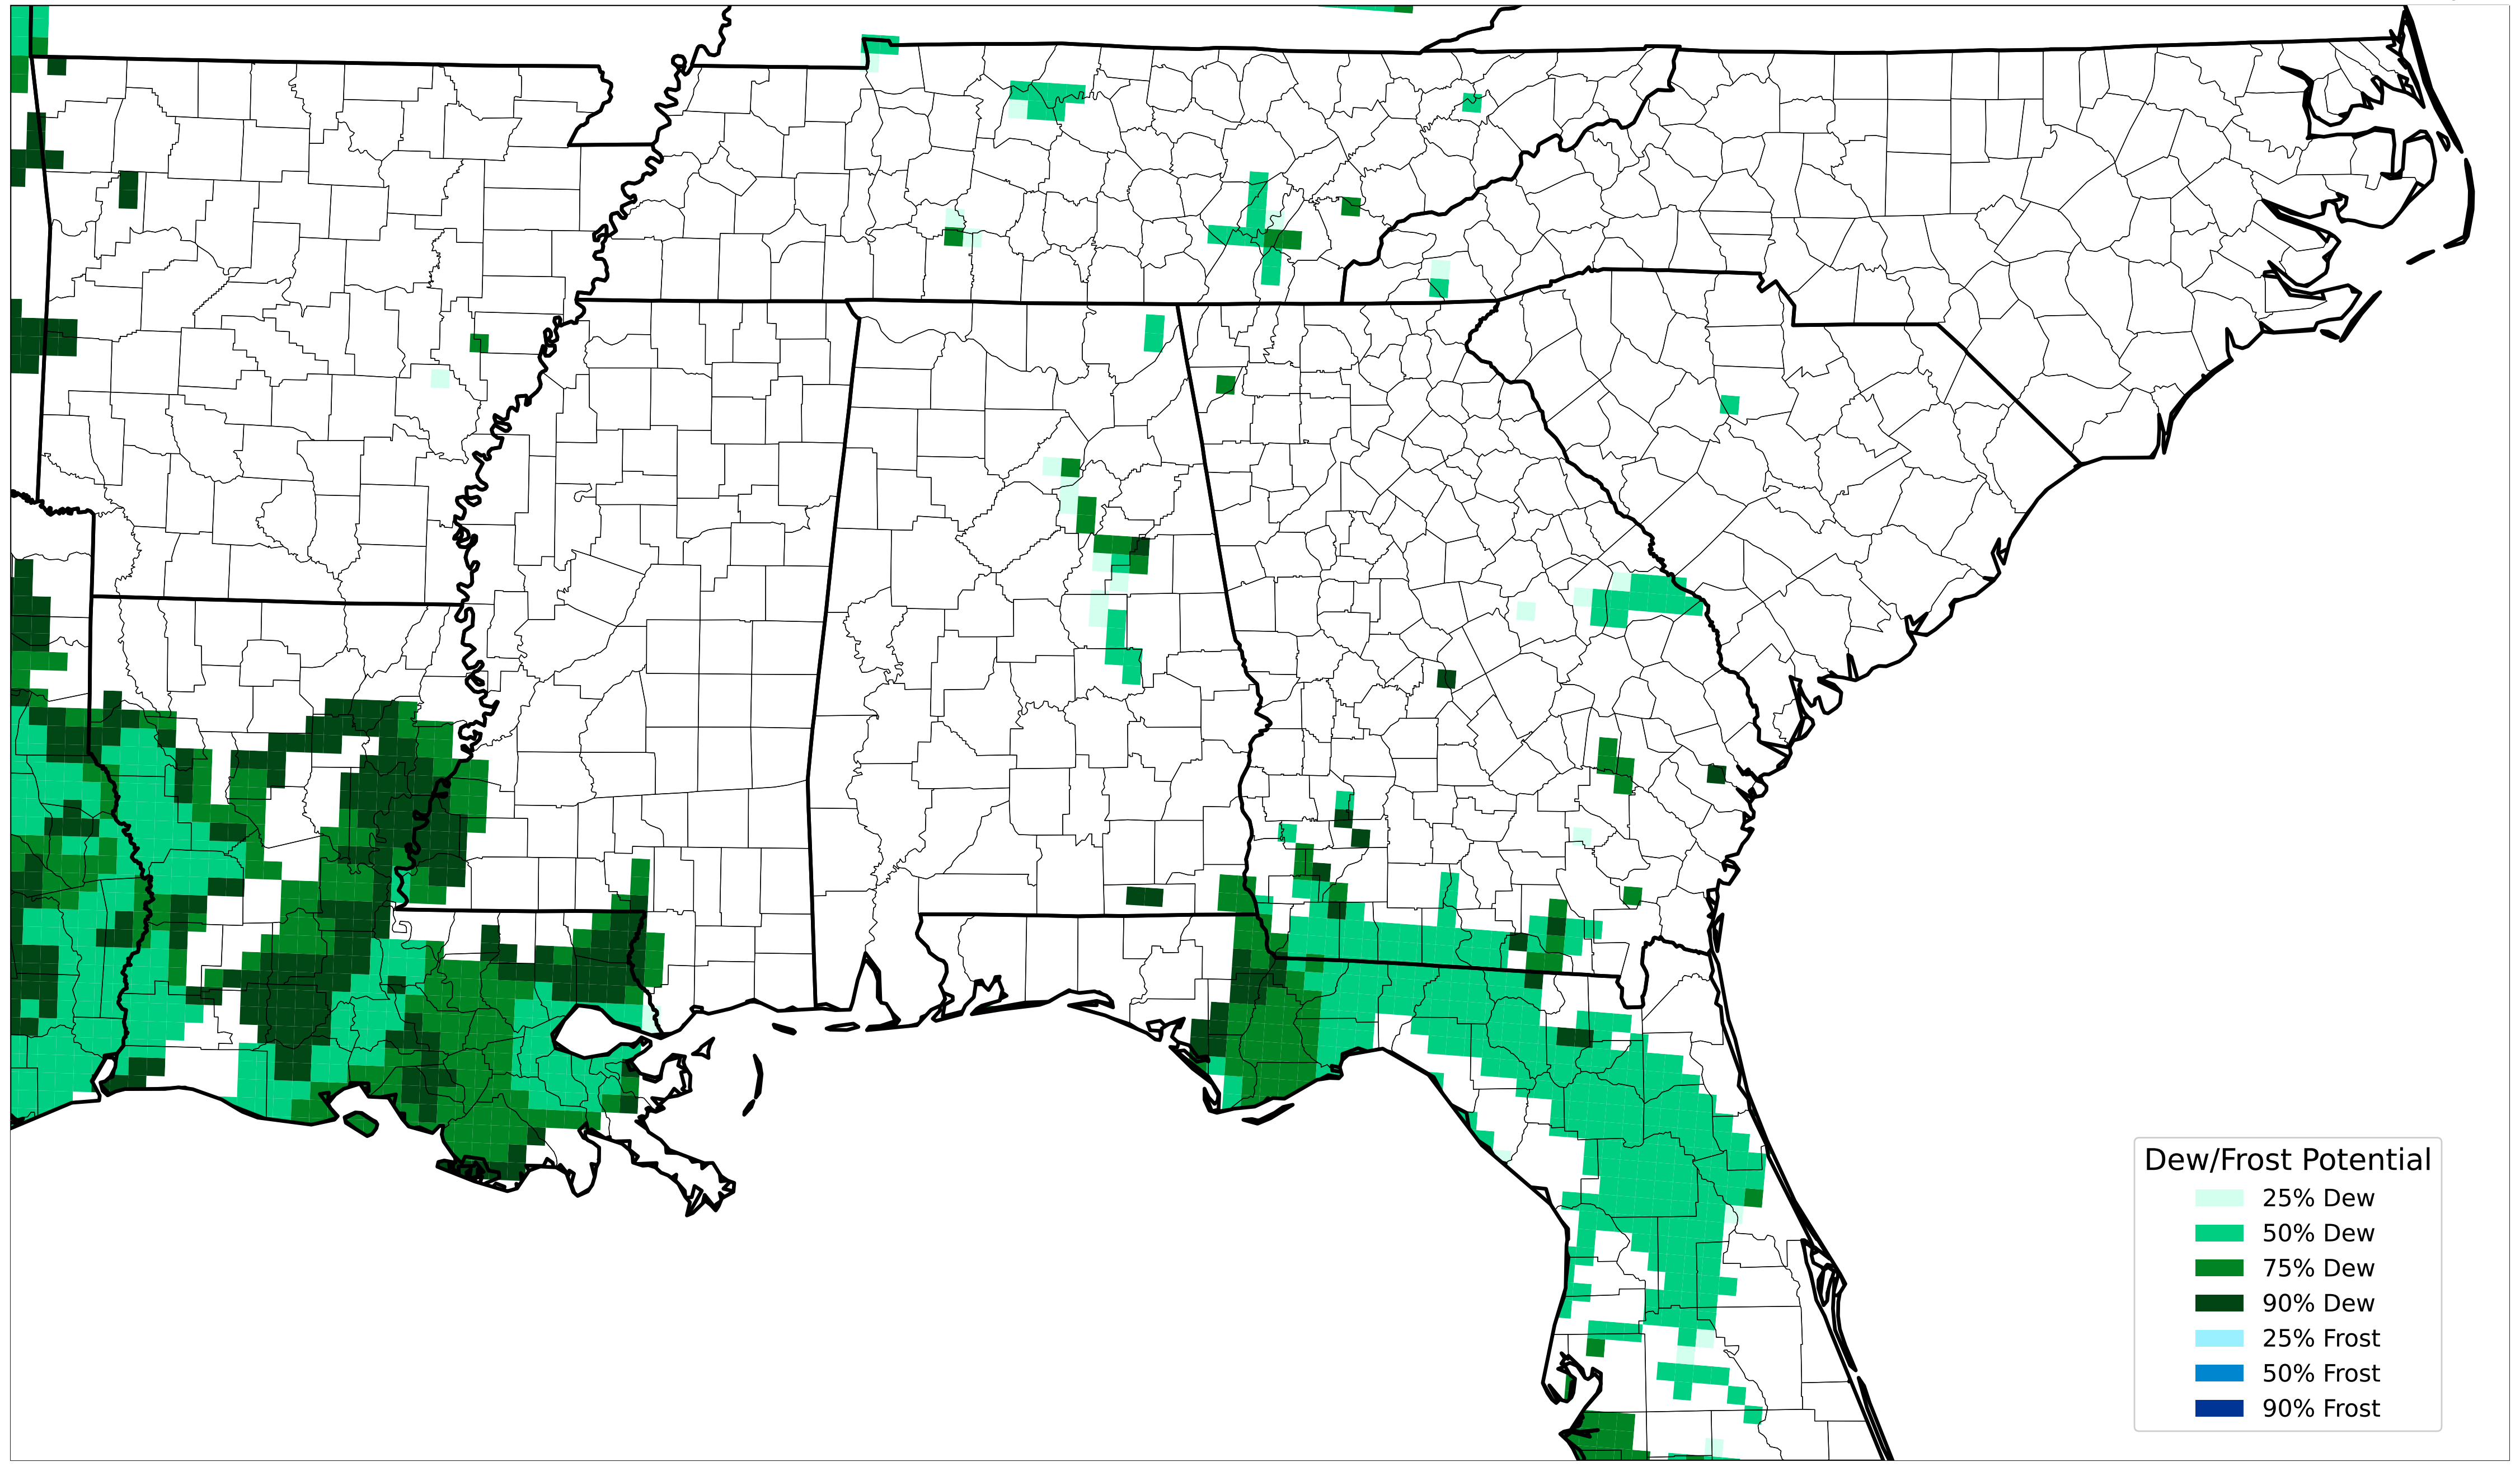 Dew/Frost Potential
25% Dew
50% Dew
75% Dew
90% Dew
25% Frost
50% Frost
90% Frost